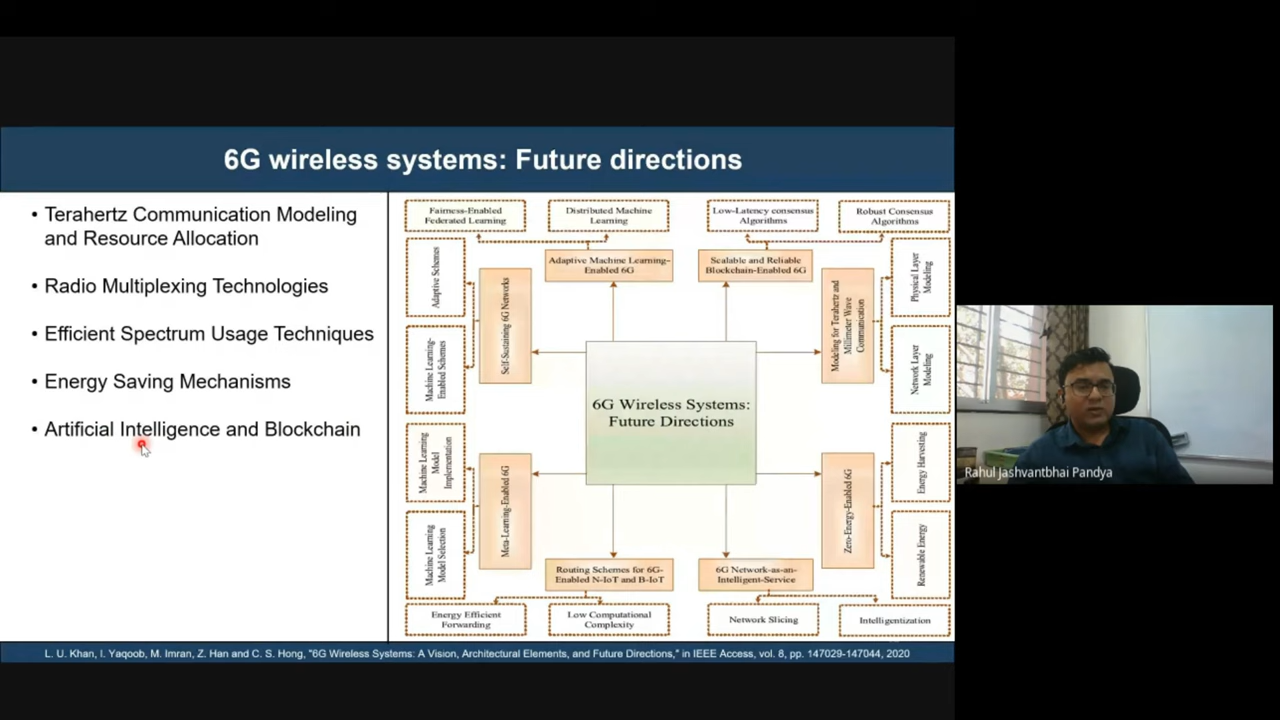 6G wireless systems: Future directions
• Terahertz Communication Modeling
and Resource Allocation
• Radio Multiplexing Technologies
• Efficient Spectrum Usage Techniques
• Energy Saving Mechanisms
• Artificial Intelligence and Blockchain
Fairness-Enabled
Federated Learning
Distributed Machine
Learning
Low-Latency consensus
Algorithms
Robust Consensus
Algorithms
Adaptive Machine Learning-
Enabled 6G
Scalable and Reliable
Blockchain-Enabled 6G
Adaptive Schemes
Machine Learning-
Enabled Schemes
Self-Sustaining 6G Networks
Modeling for Terahertz and
Millimeter Wave
Communication
Physical Layer
Modeling
Network Layer
Modeling
6G Wireless Systems:
Future Directions
Machine Learning
Model
Implementation
Machine Learning
Model Selection
Meta-Learning-Enabled 6G
Zero-Energy-Enabled 6G
Energy Harvesting
Renewable Energy
Routing Schemes for 6G-
Enabled N-IoT and B-IoT
6G Network-as-an-
Intelligent-Service
Energy Efficient
Forwarding
Low Computational
Complexity
Network Slicing
Intelligentization
L. U. Khan, I. Yaqoob, M. Imran, Z. Han and C. S. Hong, "6G Wireless Systems: A Vision, Architectural Elements, and Future Directions," in IEEE Access, vol. 8, pp. 147029-147044, 2020
Rahul Jashvantbhai Pandya